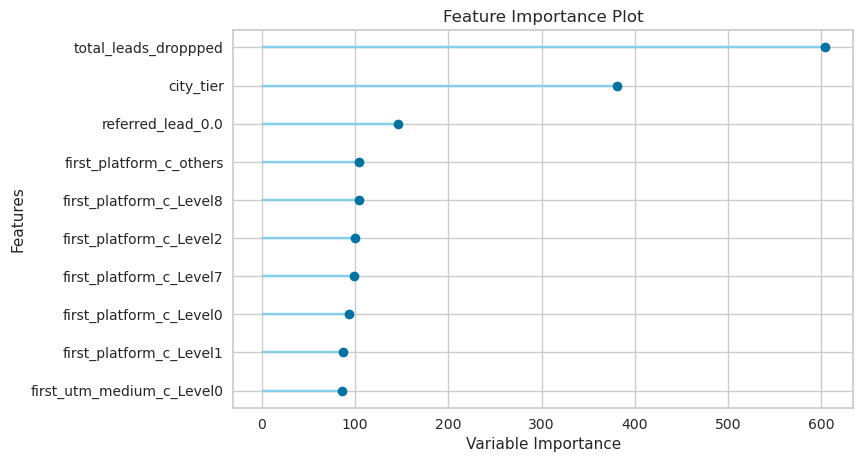 Feature Importance Plot
total_leads_droppped
city_tier
referred_lead_0.0
first_platform_c_others
first_platform_c_Level8
first_platform_c_Level2
first_platform_c_Level7
first_platform_c_Level0
first_platform_c_Level1
first_utm_medium_c_Level0
Features
0 100 200 300 400 500 600
Variable Importance